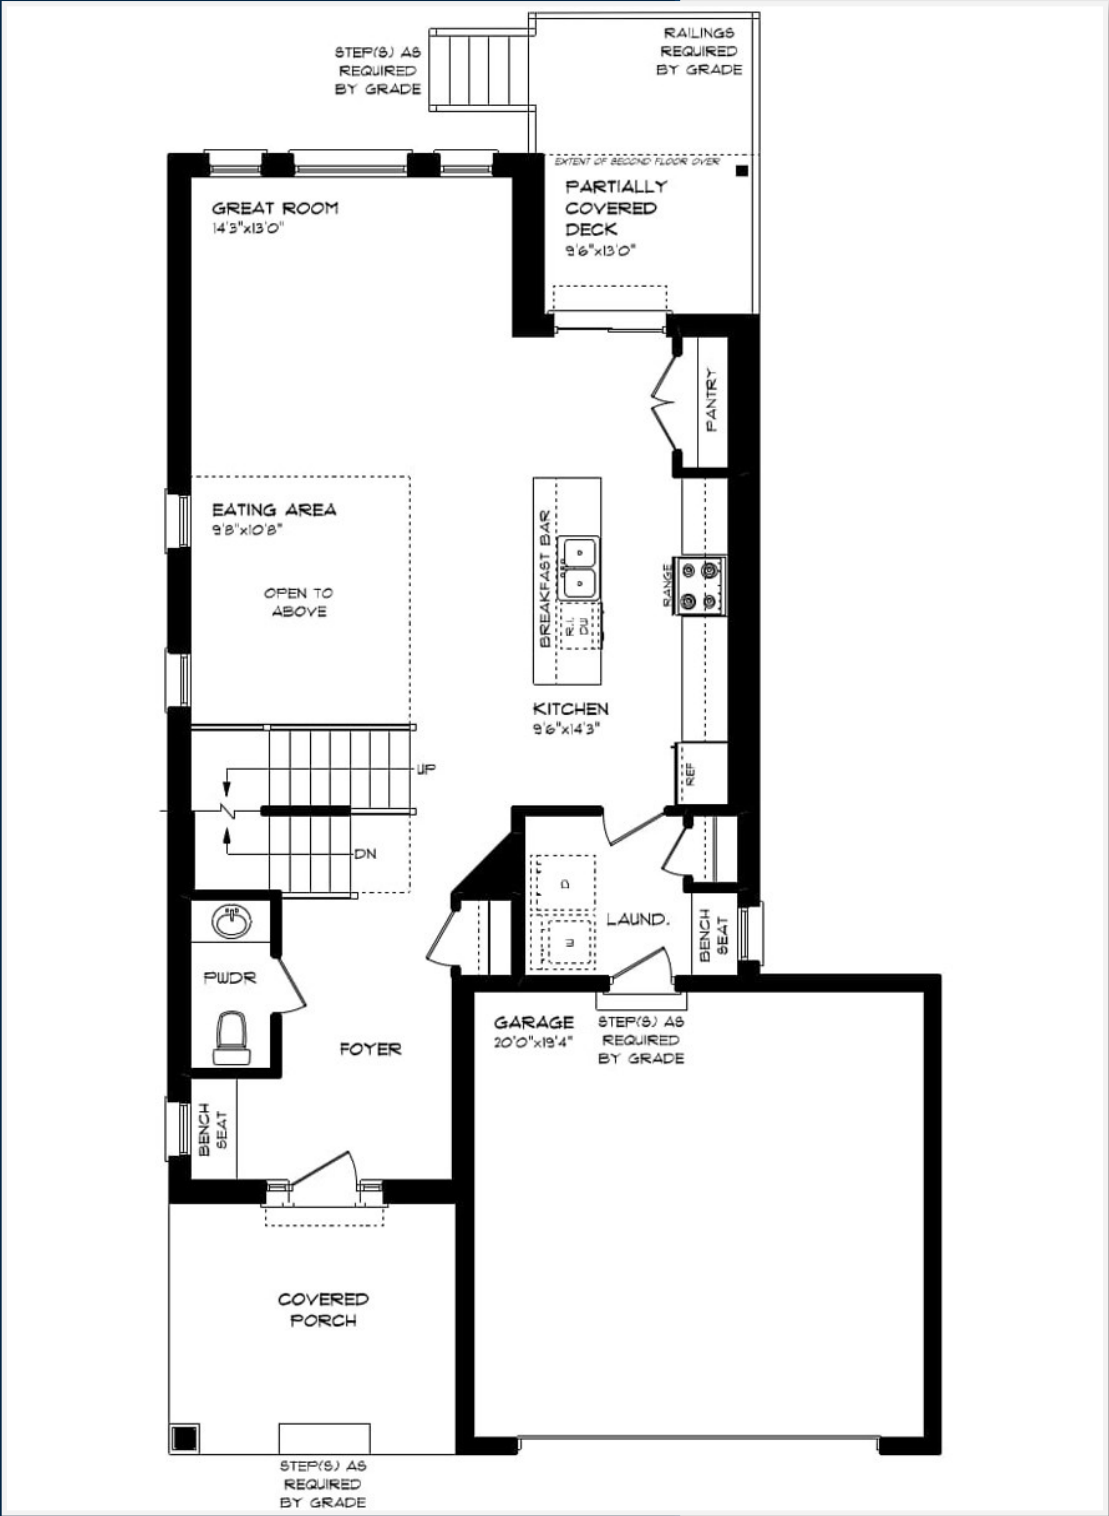 STEP(S) AS
REQUIRED
BY GRADE
RAILINGS
REQUIRED
BY GRADE
EXTENT OF SECOND FLOOR OVER
PARTIALLY
COVERED
DECK
9'6"x13'0"
GREAT ROOM
14'3"x13'0"
PANTRY
EATING AREA
9'8"x10'8"
OPEN TO
ABOVE
BREAKFAST BAR
R.I.
DW
RANGE
KITCHEN
9'6"x14'3"
REF
UP
DN
D
W
LAUND.
BENCH
SEAT
PWDR
FOYER
GARAGE
20'0"x19'4"
STEP(S) AS
REQUIRED
BY GRADE
BENCH
SEAT
COVERED
PORCH
STEP(S) AS
REQUIRED
BY GRADE